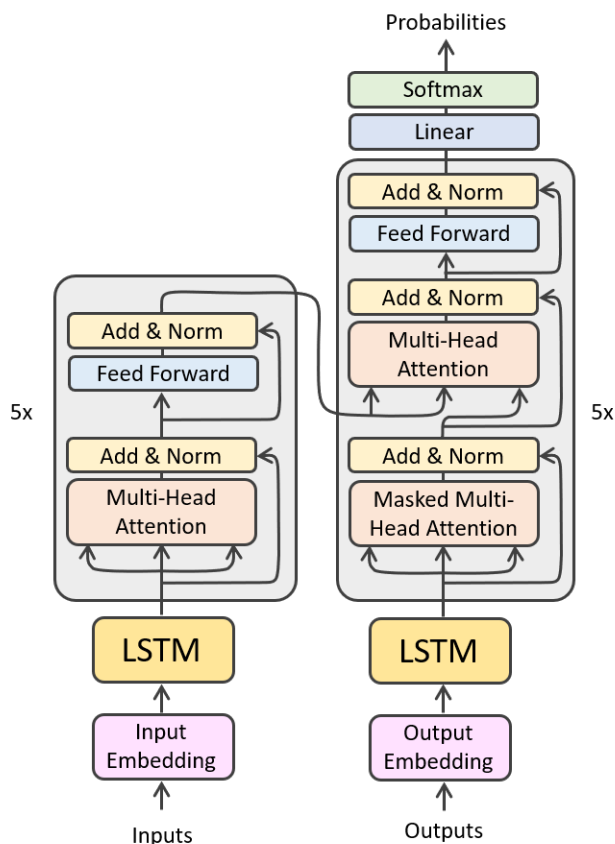 Probabilities
Softmax
Linear
Add & Norm
Feed Forward
Add & Norm
Multi-Head
Attention
Add & Norm
Masked Multi-
Head Attention
5x
LSTM
Output
Embedding
Outputs
Add & Norm
Feed Forward
5x
Add & Norm
Multi-Head
Attention
LSTM
Input
Embedding
Inputs